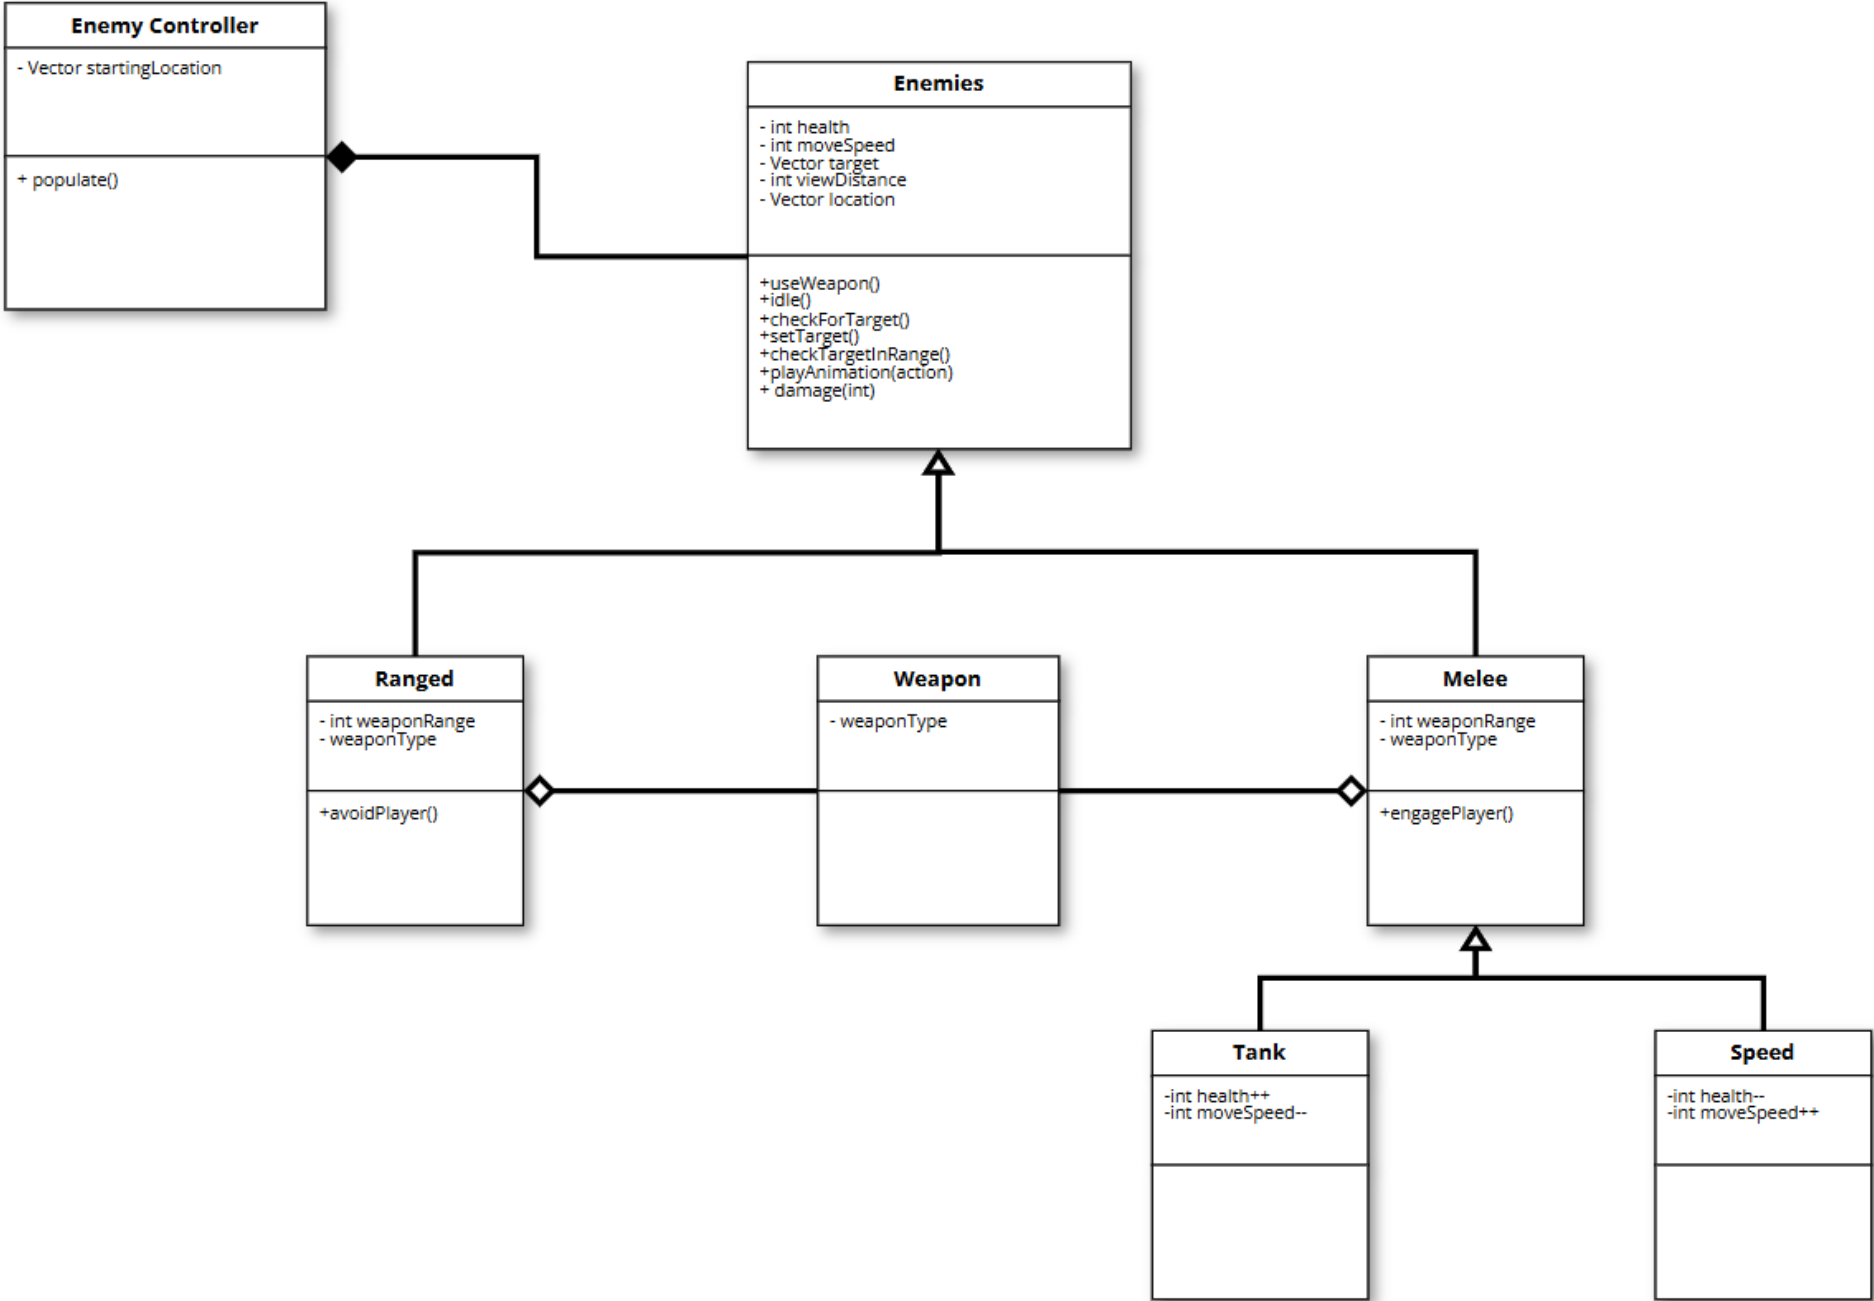 Enemy Controller
- Vector startingLocation
+ populate()
Enemies
- int health
- int moveSpeed
- Vector target
- int viewDistance
- Vector location
+useWeapon()
+idle()
+checkForTarget()
+setTarget()
+checkTargetInRange()
+playAnimation(action)
+ damage(int)
Ranged
- int weaponRange
- weaponType
+avoidPlayer()
Weapon
- weaponType
Melee
- int weaponRange
- weaponType
+engagePlayer()
Tank
-int health++
-int moveSpeed--
Speed
-int health--
-int moveSpeed++